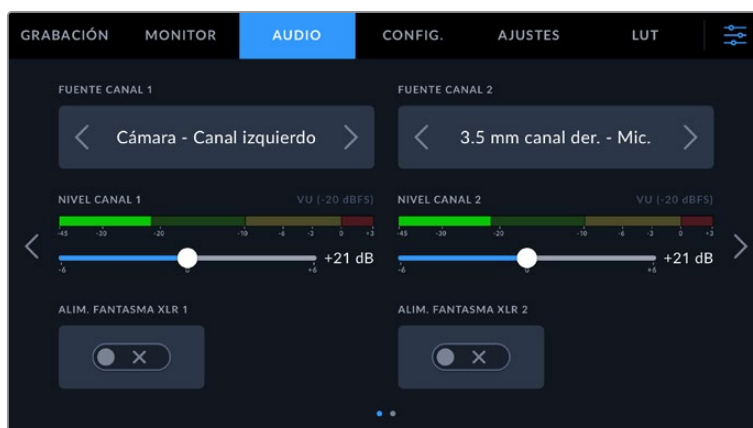 GRABACIÓN MONITOR AUDIO CONFIG. AJUSTES LUT
FUENTE CANAL 1 FUENTE CANAL 2
Cámara - Canal izquierdo 3.5 mm canal der. - Mic.
NIVEL CANAL 1 VU (-20 dBFS) NIVEL CANAL 2 VU (-20 dBFS)
-45 -30 -20 -10 -6 -3 0 +3 -45 -30 -20 -10 -6 -3 0 +3
+21 dB +21 dB
-6 0 +6 -6 0 +6
ALIM. FANTASMA XLR 1 ALIM. FANTASMA XLR 2